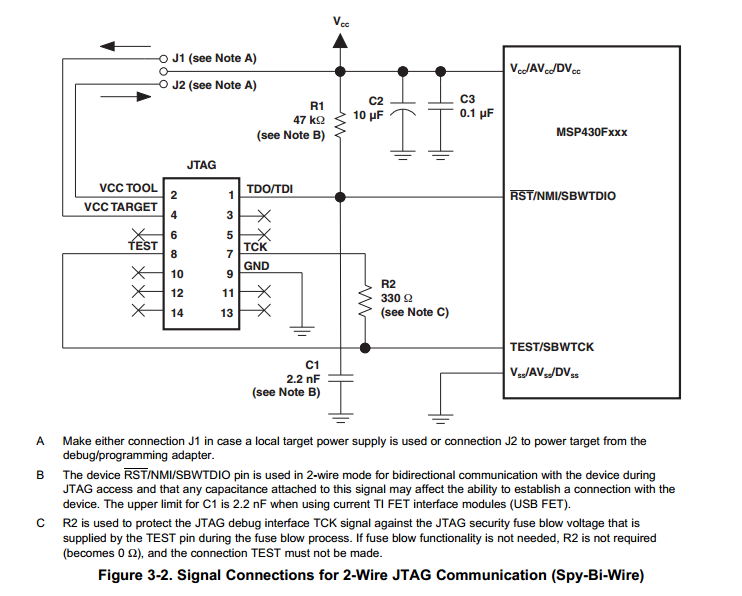 Vcc
J1 (see Note A)
J2 (see Note A)
Vcc/AVcc/DVcc
R1
47 kΩ
(see Note B)
C2
10 µF
C3
0.1 µF
MSP430Fxxx
JTAG
VCC TOOL
2
1
TDO/TDI
RST/NMI/SBWTDIO
VCC TARGET
4
3
6
5
TEST
8
7
TCK
10
9
GND
12
11
14
13
R2
330 Ω
(see Note C)
TEST/SBWTCK
C1
2.2 nF
(see Note B)
Vss/AVss/DVss
A Make either connection J1 in case a local target power supply is used or connection J2 to power target from the
debug/programming adapter.
B The device RST/NMI/SBWTDIO pin is used in 2-wire mode for bidirectional communication with the device during
JTAG access and that any capacitance attached to this signal may affect the ability to establish a connection with the
device. The upper limit for C1 is 2.2 nF when using current TI FET interface modules (USB FET).
C R2 is used to protect the JTAG debug interface TCK signal against the JTAG security fuse blow voltage that is
supplied by the TEST pin during the fuse blow process. If fuse blow functionality is not needed, R2 is not required
(becomes 0 Ω), and the connection TEST must not be made.
Figure 3-2. Signal Connections for 2-Wire JTAG Communication (Spy-Bi-Wire)